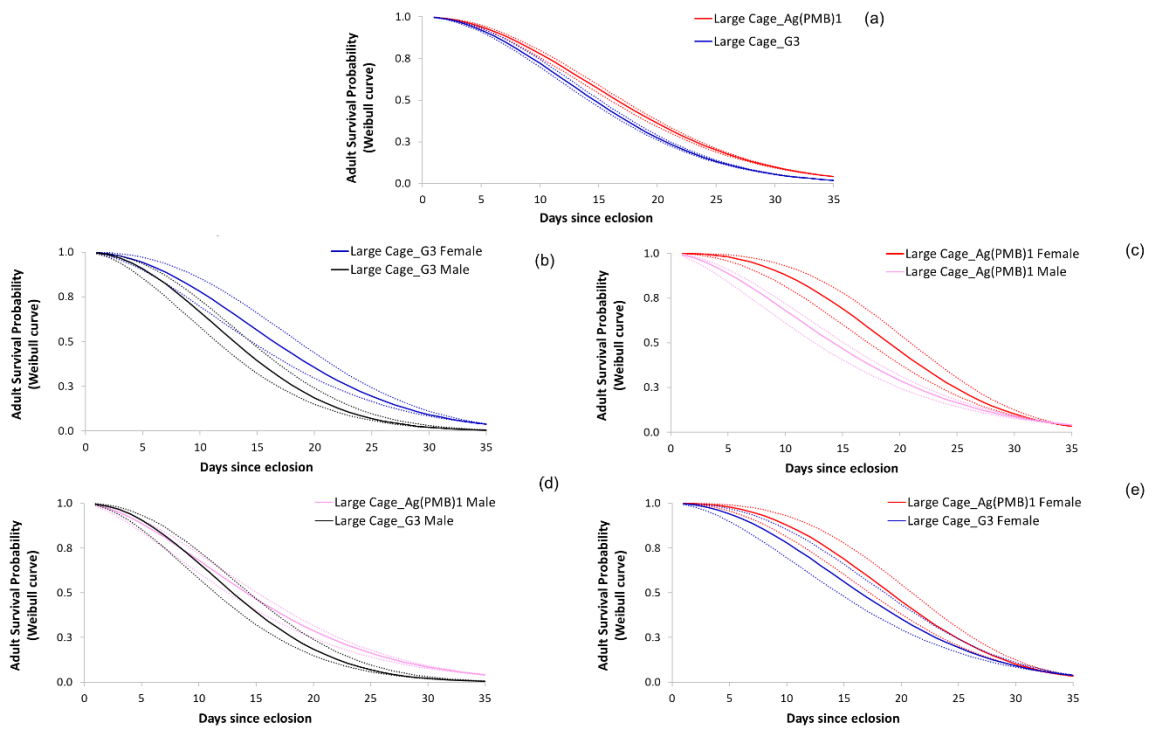 Large Cage_Ag(PMB)1
Large Cage_G3
(a)
Adult Survival Probability
(Weibull curve)
1.0
0.8
0.5
0.3
0.0
0 5 10 15 20 25 30 35
Days since eclosion
Large Cage_G3 Female
Large Cage_G3 Male
(b)
Adult Survival Probability
(Weibull curve)
1.0
0.8
0.5
0.3
0.0
0 5 10 15 20 25 30 35
Days since eclosion
Large Cage_Ag(PMB)1 Female
Large Cage_Ag(PMB)1 Male
(c)
Adult Survival Probability
(Weibull curve)
1.0
0.8
0.5
0.3
0.0
0 5 10 15 20 25 30 35
Days since eclosion
Large Cage_Ag(PMB)1 Male
Large Cage_G3 Male
(d)
Adult Survival Probability
(Weibull curve)
1.0
0.8
0.5
0.3
0.0
0 5 10 15 20 25 30 35
Days since eclosion
Large Cage_Ag(PMB)1 Female
Large Cage_G3 Female
(e)
Adult Survival Probability
(Weibull curve)
1.0
0.8
0.5
0.3
0.0
0 5 10 15 20 25 30 35
Days since eclosion